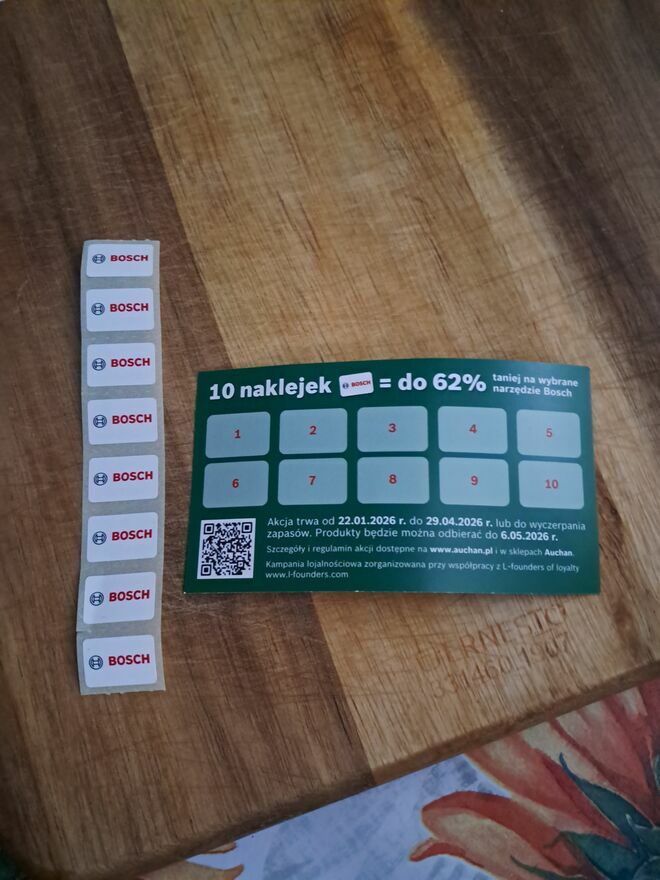 BOSCH
BOSCH
BOSCH
BOSCH
BOSCH
BOSCH
BOSCH
BOSCH
10 naklejek BOSCH = do 62% taniej na wybrane
narzędzie Bosch
1 2 3 4 5
6 7 8 9 10
Akcja trwa od 22.01.2026 r. do 29.04.2026 r. lub do wyczerpania
zapasów. Produkty będzie można odbierać do 6.05.2026 r.
Szczegóły i regulamin akcji dostępne na www.auchan.pl i w sklepach Auchan.
Kampania lojalnościowa zorganizowana przy współpracy z L-founders of loyalty
www.l-founders.com
ERNESTO